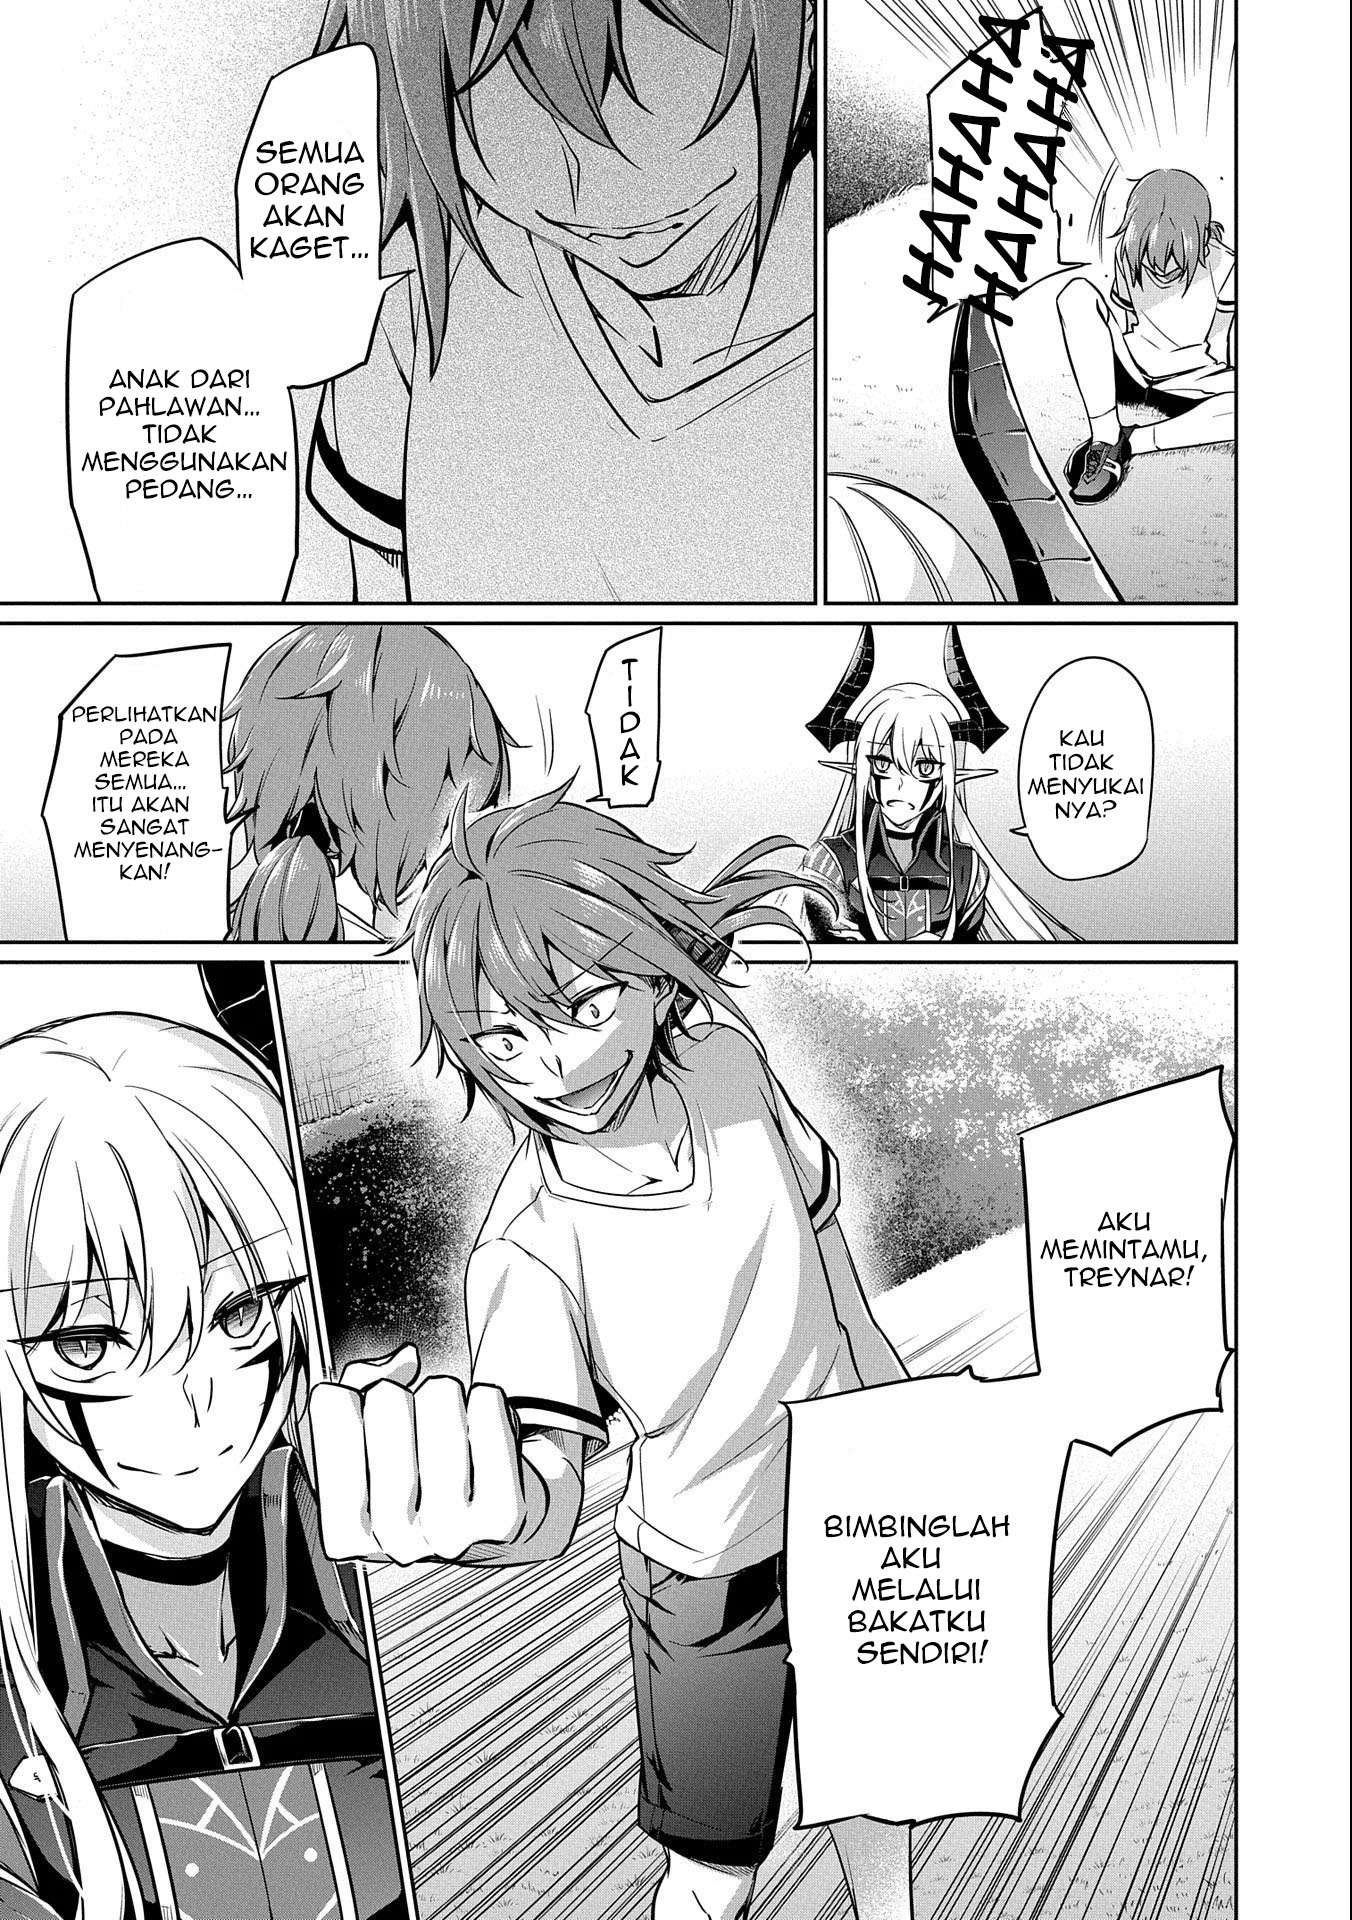 HAHAHA
HAHAHA
SEMUA
ORANG
AKAN
KAGET...
ANAK DARI
PAHLAWAN...
TIDAK
MENGGUNAKAN
PEDANG...
KAU
TIDAK
MENYUKAI
NYA?
TIDAK
PERLIHATKAN
PADA
MEREKA
SEMUA...
ITU AKAN
SANGAT
MENYENANG-
KAN!
AKU
MEMINTAMU,
TREYNAR!
BIMBINGLAH
AKU
MELALUI
BAKATKU
SENDIRI!